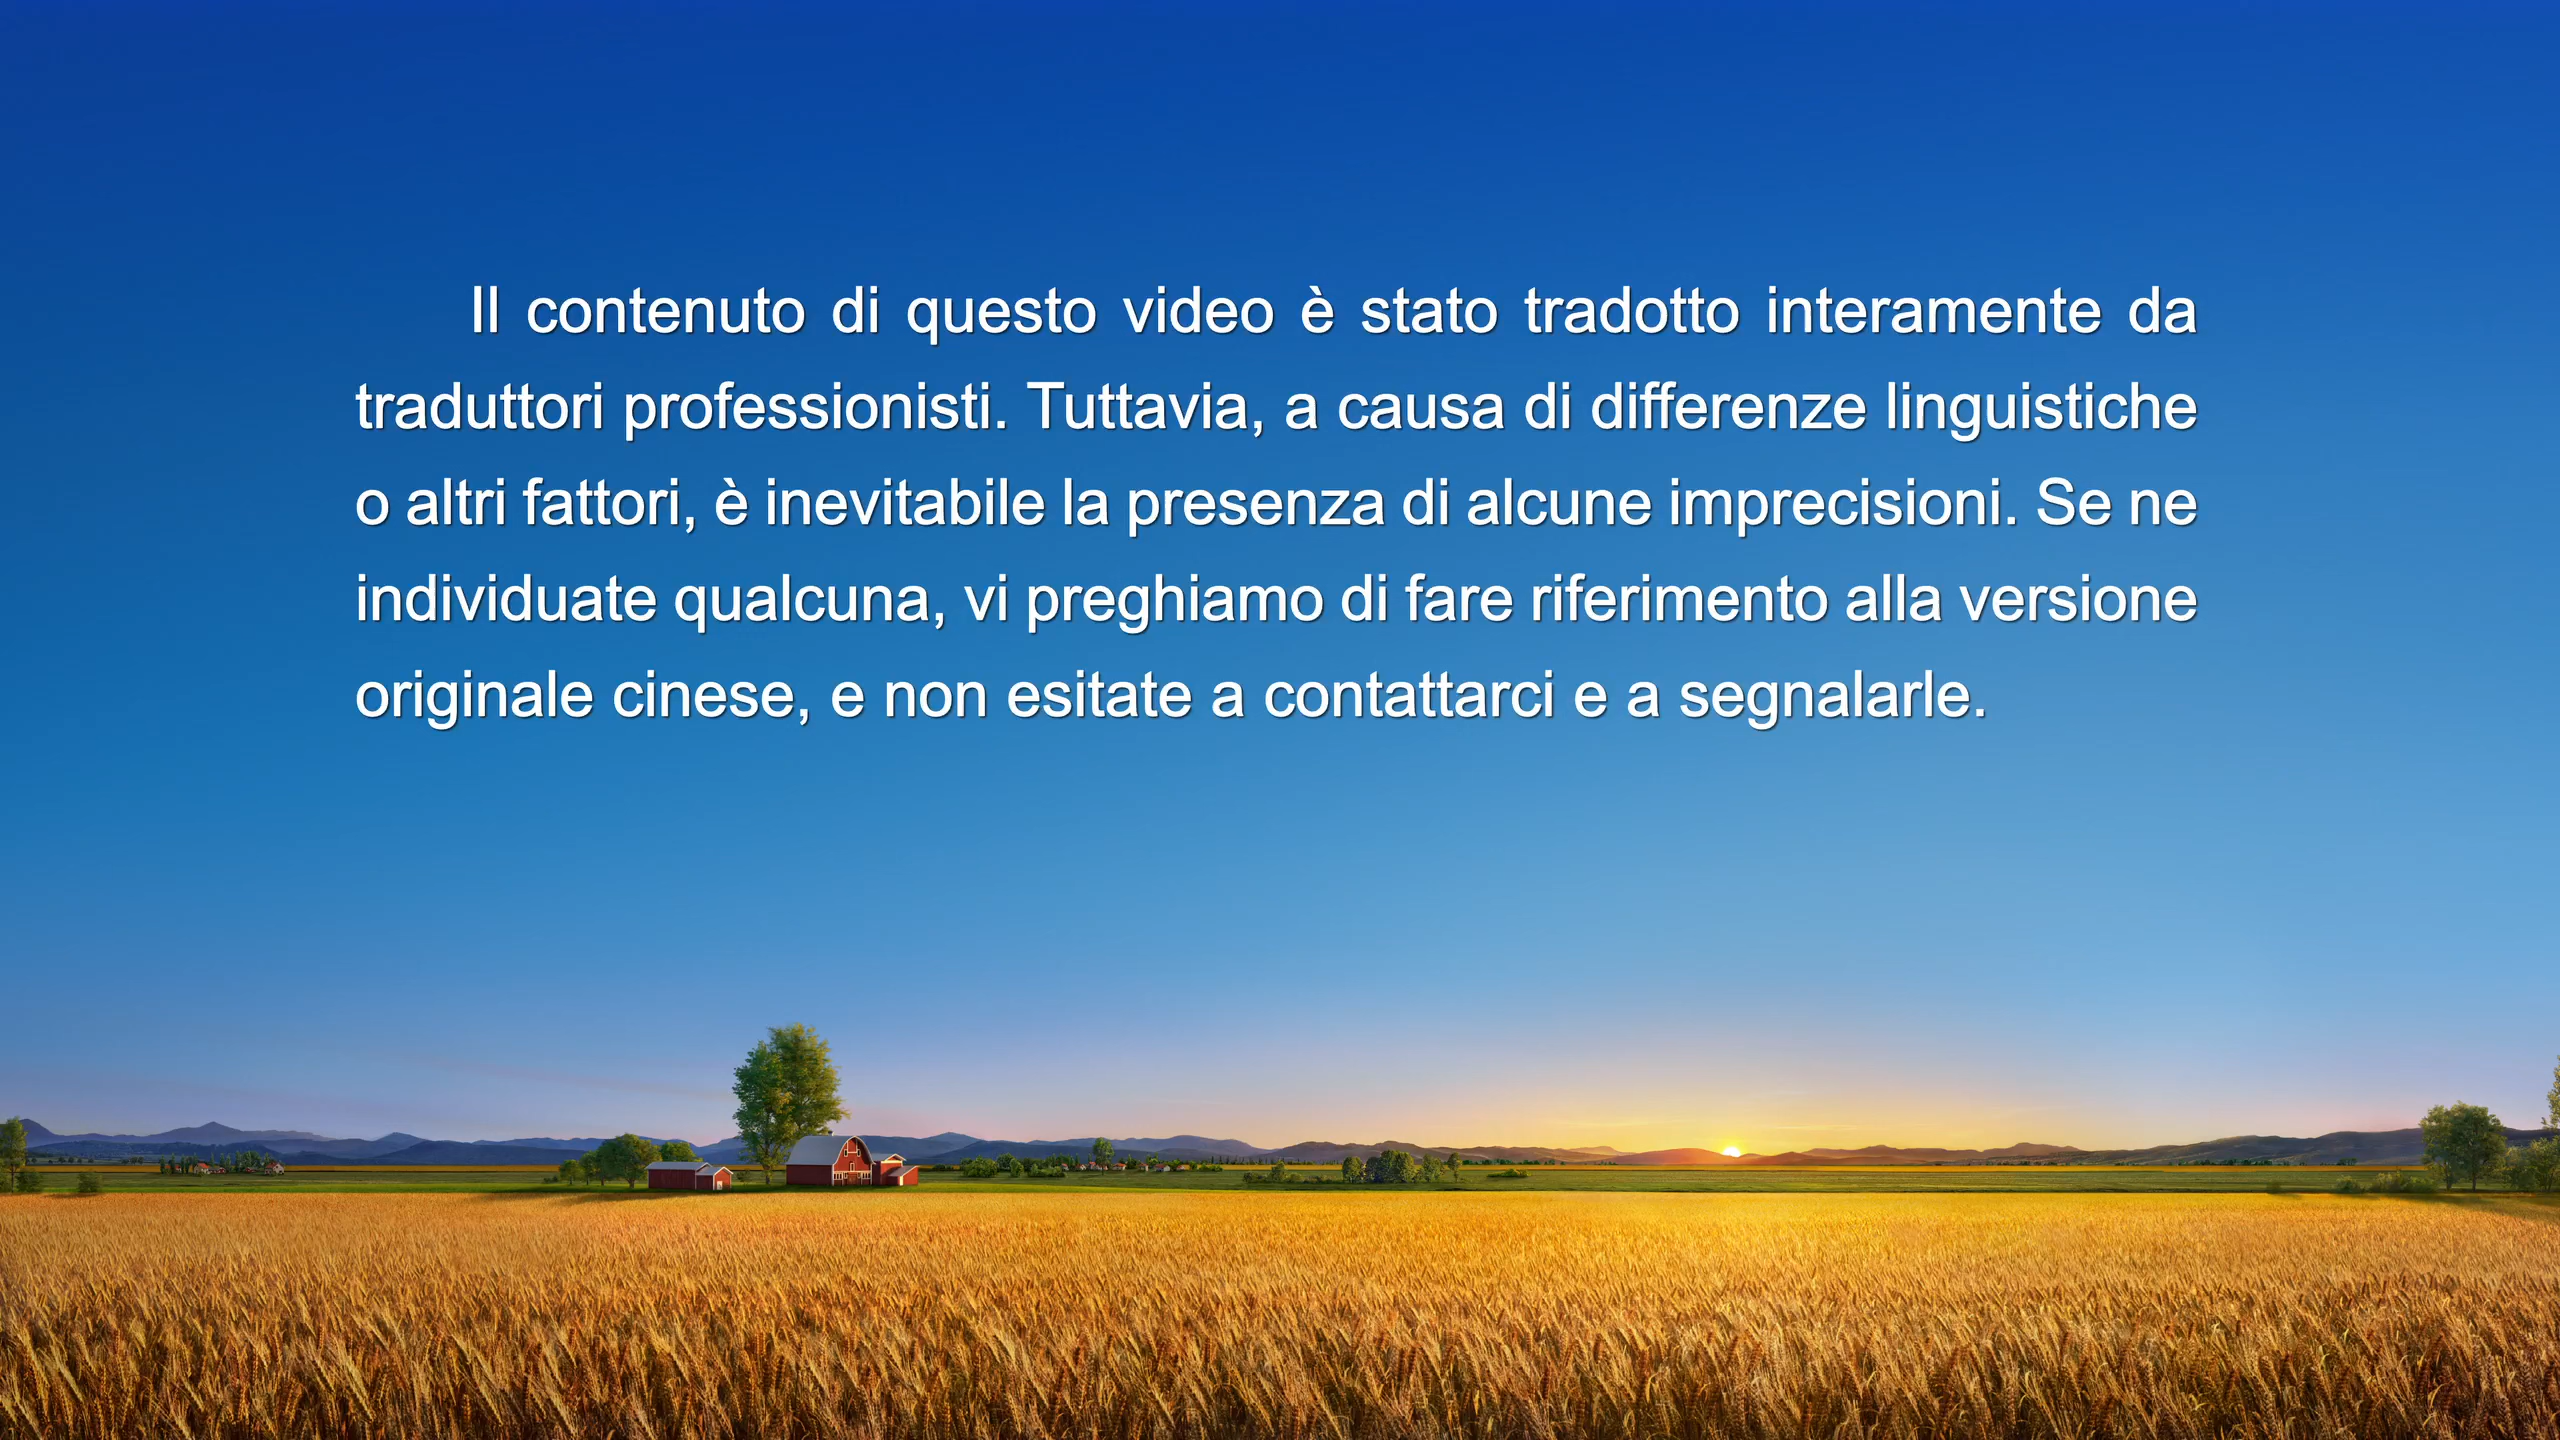 Il contenuto di questo video è stato tradotto interamente da
traduttori professionisti. Tuttavia, a causa di differenze linguistiche
o altri fattori, è inevitabile la presenza di alcune imprecisioni. Se ne
individuate qualcuna, vi preghiamo di fare riferimento alla versione
originale cinese, e non esitate a contattarci e a segnalarle.